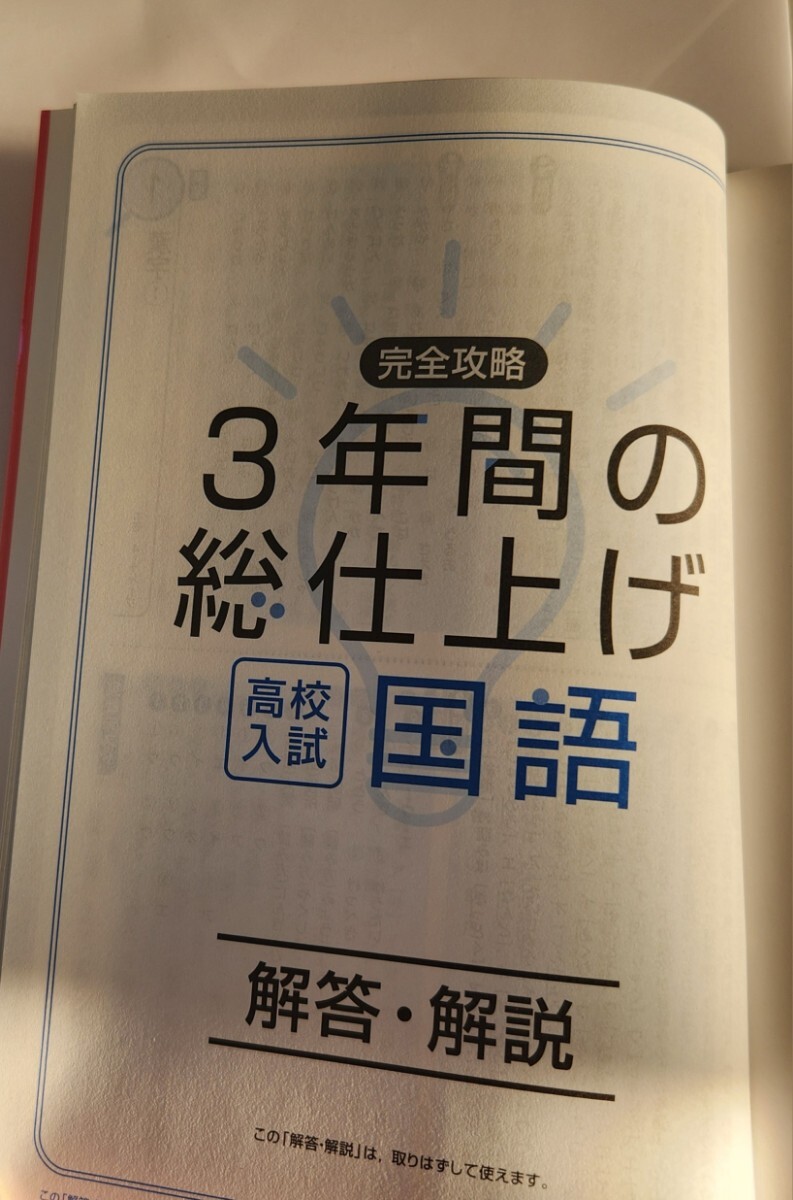 完全攻略
3年間の
総仕上げ
高校
入試
国語
解答・解説
この「解答・解説」は、取りはずして使えます。